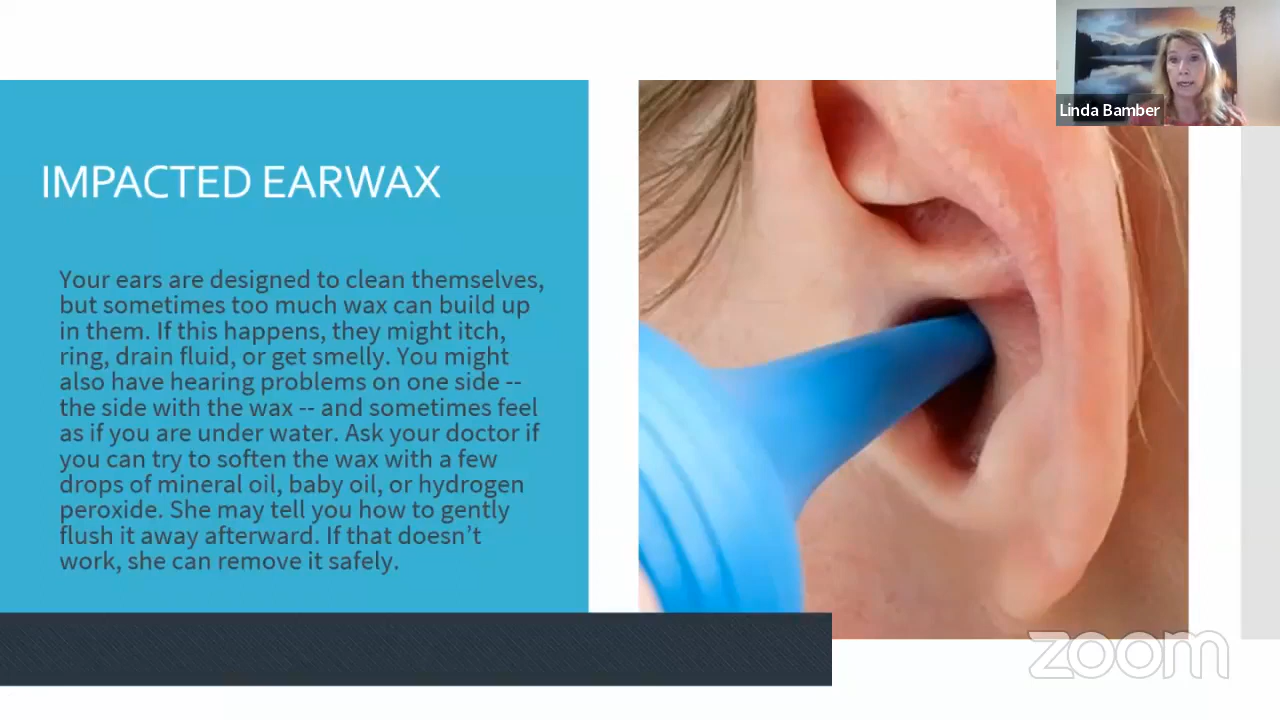 Linda Bamber
IMPACTED EARWAX
Your ears are designed to clean themselves,
but sometimes too much wax can build up
in them. If this happens, they might itch,
ring, drain fluid, or get smelly. You might
also have hearing problems on one side --
the side with the wax -- and sometimes feel
as if you are under water. Ask your doctor if
you can try to soften the wax with a few
drops of mineral oil, baby oil, or hydrogen
peroxide. She may tell you how to gently
flush it away afterward. If that doesn’t
work, she can remove it safely.
zoom